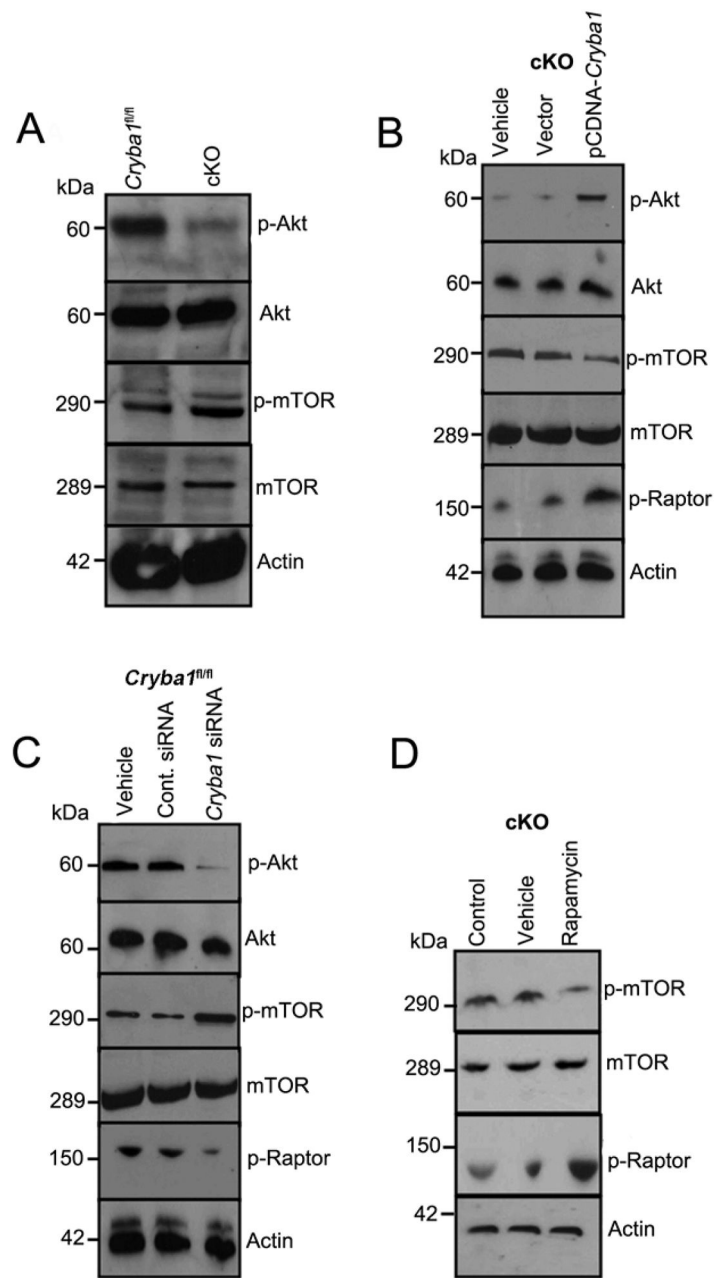 A
Cryba1fl/fl
cKO
kDa
60
p-Akt
60
Akt
290
p-mTOR
289
mTOR
42
Actin
B
cKO
Vehicle
Vector
pCDNA-Cryba1
kDa
60
p-Akt
60
Akt
290
p-mTOR
289
mTOR
150
p-Raptor
42
Actin
C
Cryba1fl/fl
Vehicle
Cont. siRNA
Cryba1 siRNA
kDa
60
p-Akt
60
Akt
290
p-mTOR
289
mTOR
150
p-Raptor
42
Actin
D
cKO
Control
Vehicle
Rapamycin
kDa
290
p-mTOR
289
mTOR
150
p-Raptor
42
Actin